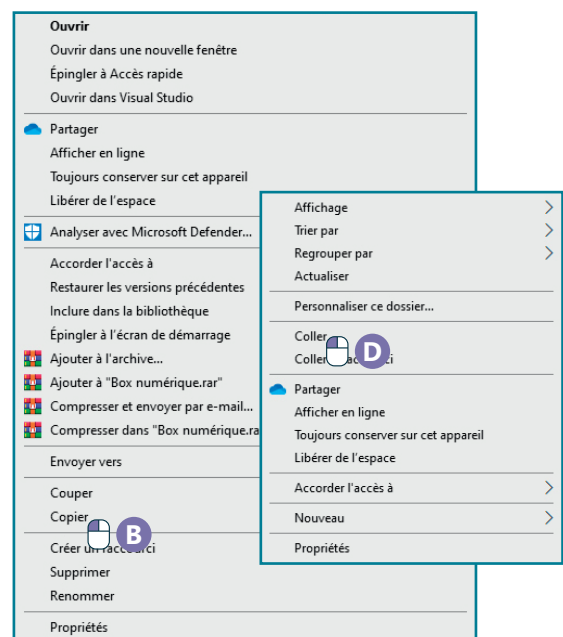 Ouvrir
Ouvrir dans une nouvelle fenêtre
Épingler à Accès rapide
Ouvrir dans Visual Studio
Partager
Afficher en ligne
Toujours conserver sur cet appareil
Libérer de l'espace
Analyser avec Microsoft Defender...
Accorder l'accès à
Restaurer les versions précédentes
Inclure dans la bibliothèque
Épingler à l'écran de démarrage
Ajouter à l'archive...
Ajouter à "Box numérique.rar"
Compresser et envoyer par e-mail...
Compresser dans "Box numérique.ra
Envoyer vers
Couper
Copier
B
Créer un raccourci
Supprimer
Renommer
Propriétés
Affichage
Trier par
Regrouper par
Actualiser
Personnaliser ce dossier...
Coller
D
Coller
Partager
Afficher en ligne
Toujours conserver sur cet appareil
Libérer de l'espace
Accorder l'accès à
Nouveau
Propriétés